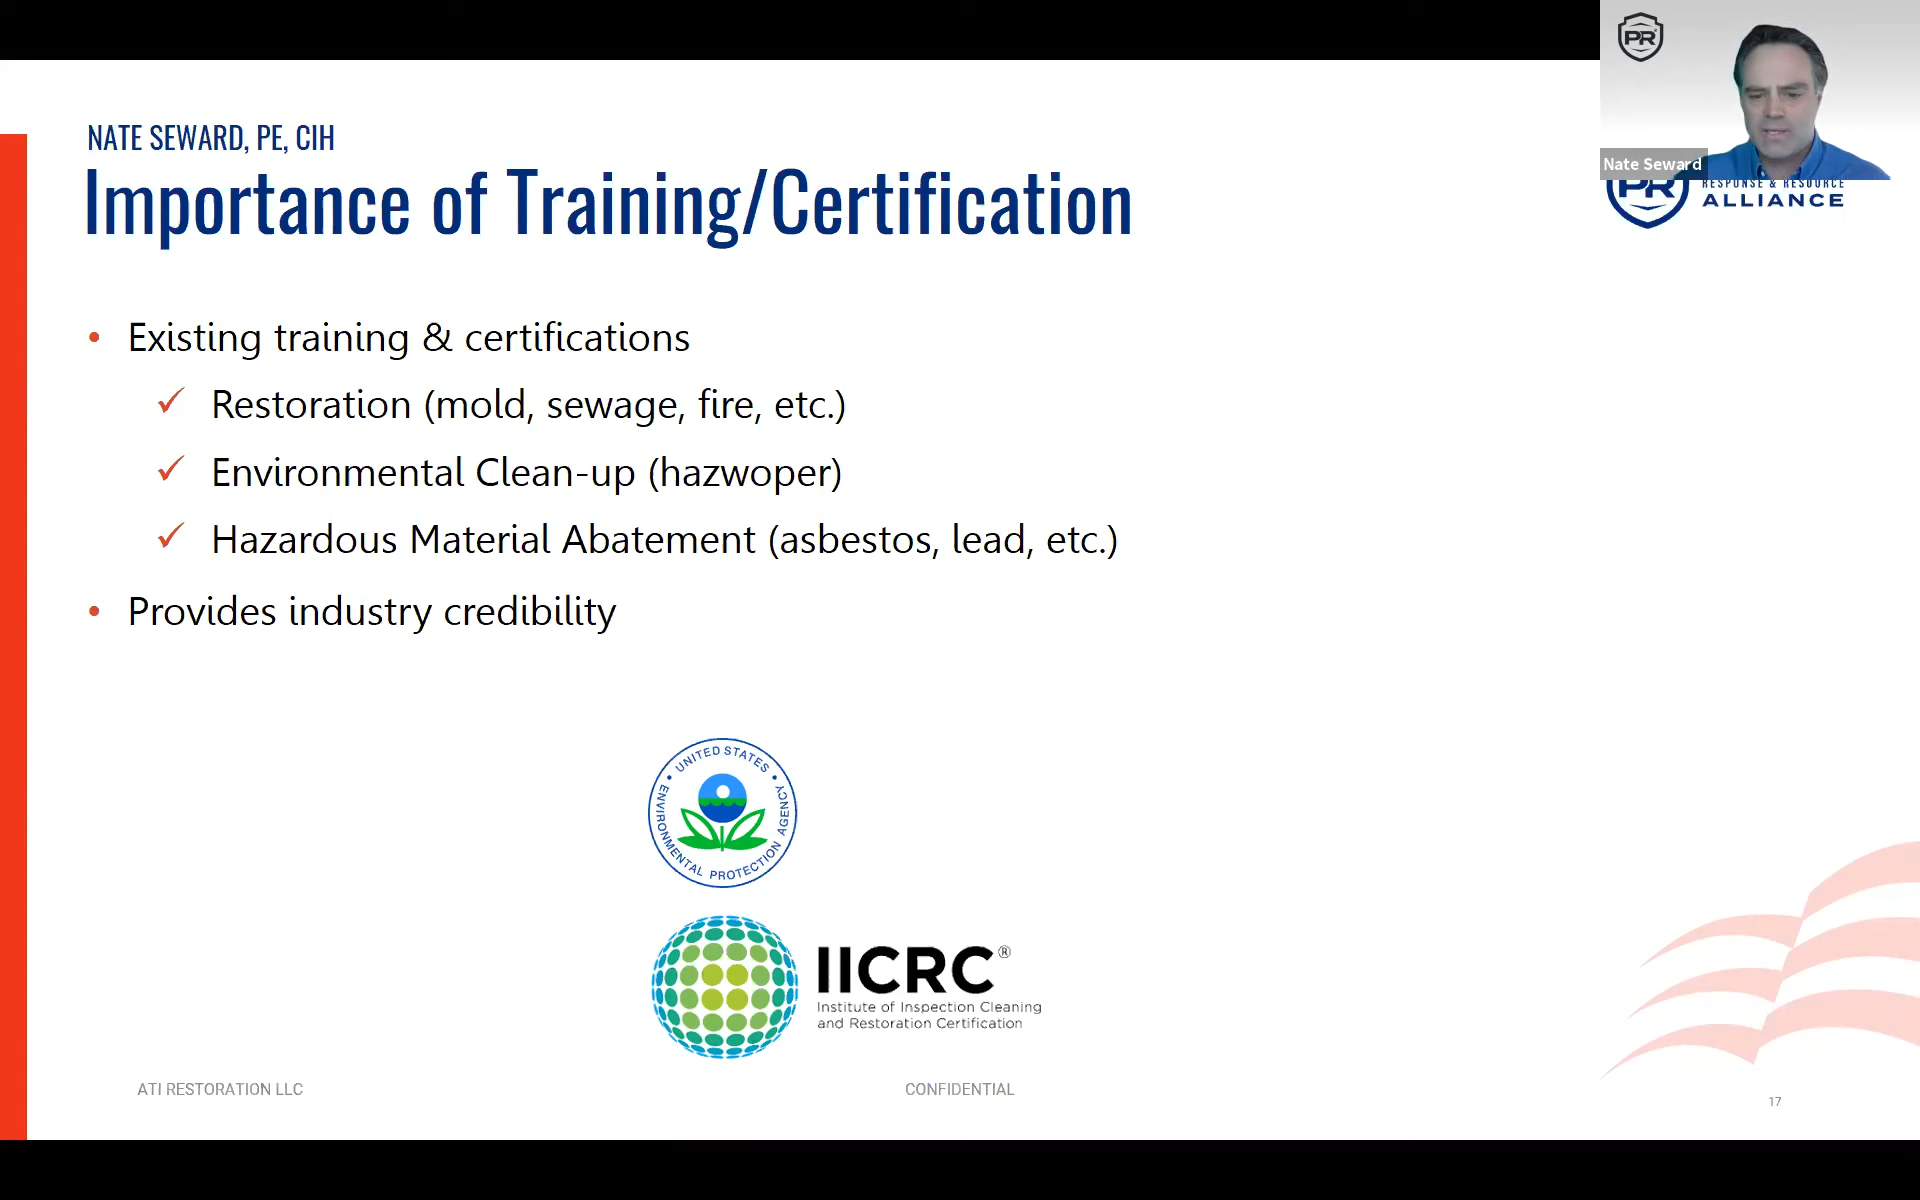 PR
Nate Seward
NATE SEWARD, PE, CIH
Importance of Training/Certification
PR
RESPONSE & RESOURCE
ALLIANCE
• Existing training & certifications
✓ Restoration (mold, sewage, fire, etc.)
✓ Environmental Clean-up (hazwoper)
✓ Hazardous Material Abatement (asbestos, lead, etc.)
• Provides industry credibility
UNITED STATES
ENVIRONMENTAL PROTECTION AGENCY
IICRC®
Institute of Inspection Cleaning
and Restoration Certification
ATI RESTORATION LLC
CONFIDENTIAL
17